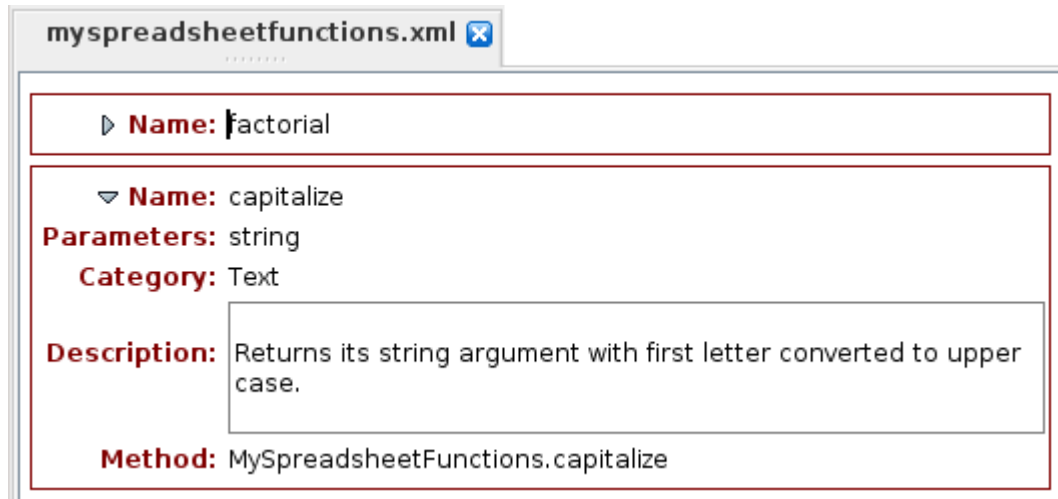 myspreadsheetfunctions.xml
Name: factorial
Name: capitalize
Parameters: string
Category: Text
Description: Returns its string argument with first letter converted to upper
case.
Method: MySpreadsheetFunctions.capitalize